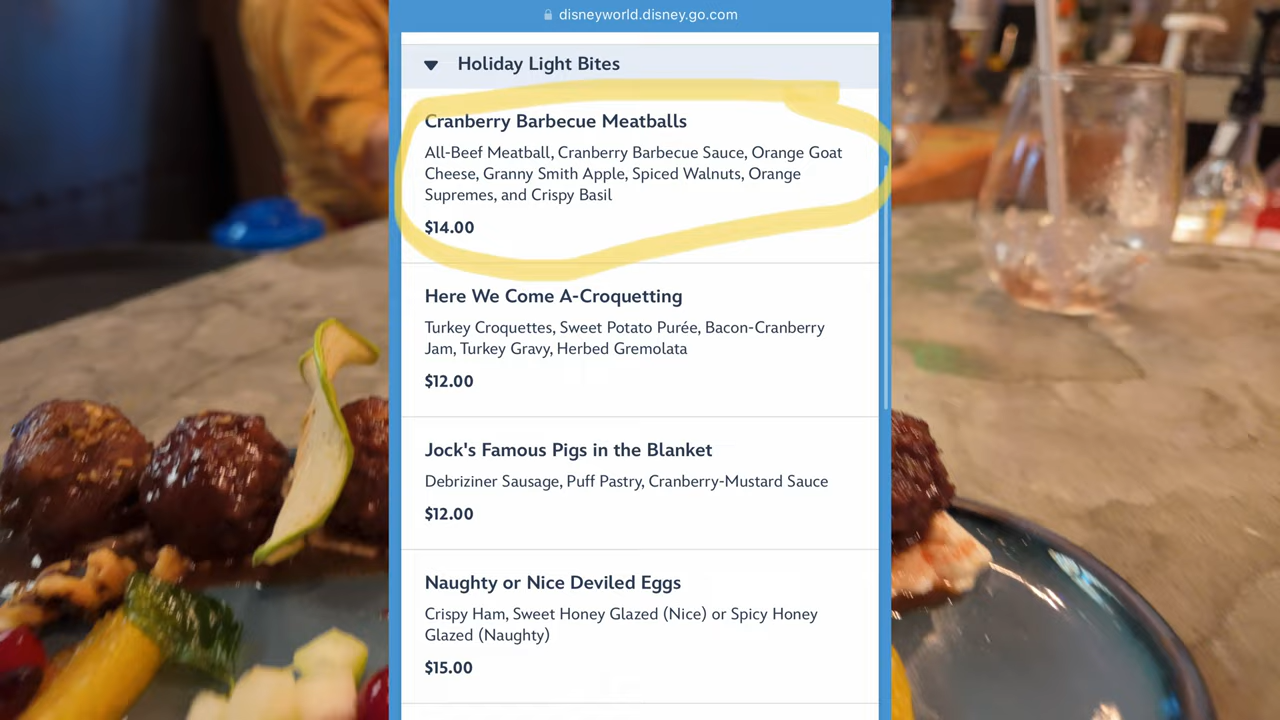 disneyworld.disney.go.com
Holiday Light Bites
Cranberry Barbecue Meatballs
All-Beef Meatball, Cranberry Barbecue Sauce, Orange Goat
Cheese, Granny Smith Apple, Spiced Walnuts, Orange
Supremes, and Crispy Basil
$14.00
Here We Come A-Croquetting
Turkey Croquettes, Sweet Potato Purée, Bacon-Cranberry
Jam, Turkey Gravy, Herbed Gremolata
$12.00
Jock's Famous Pigs in the Blanket
Debriziner Sausage, Puff Pastry, Cranberry-Mustard Sauce
$12.00
Naughty or Nice Deviled Eggs
Crispy Ham, Sweet Honey Glazed (Nice) or Spicy Honey
Glazed (Naughty)
$15.00